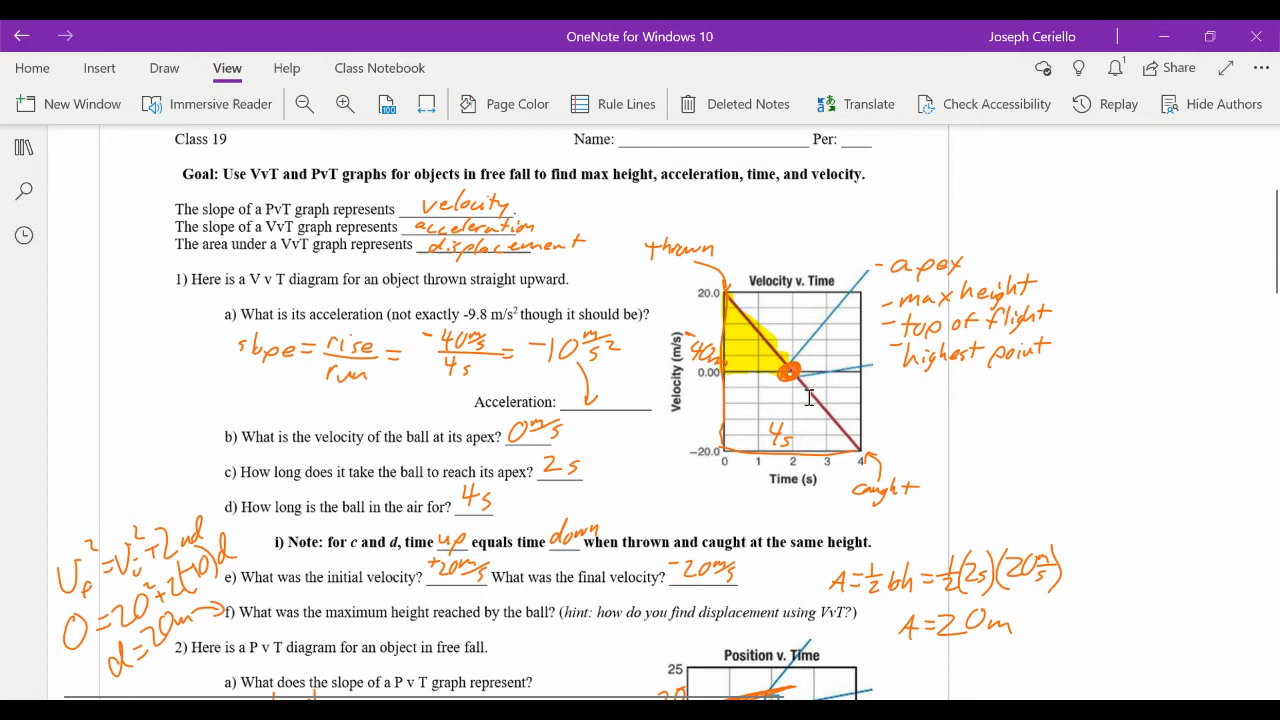 OneNote for Windows 10
Joseph Ceriello
Home Insert Draw View Help Class Notebook
Share
New Window Immersive Reader Page Color Rule Lines Deleted Notes Translate Check Accessibility Replay Hide Authors
Class 19 Name: ____________ Per: ____
Goal: Use VvT and PvT graphs for objects in free fall to find max height, acceleration, time, and velocity.
The slope of a PvT graph represents velocity.
The slope of a VvT graph represents acceleration
The area under a VvT graph represents displacement
1) Here is a V v T diagram for an object thrown straight upward.
a) What is its acceleration (not exactly -9.8 m/s² though it should be)?
slope = rise/run = -40m/s / 4s = -10 m/s²
Acceleration: ________
b) What is the velocity of the ball at its apex? 0m/s
c) How long does it take the ball to reach its apex? 2s
d) How long is the ball in the air for? 4s
i) Note: for c and d, time up equals time down when thrown and caught at the same height.
e) What was the initial velocity? +20m/s What was the final velocity? -20m/s
f) What was the maximum height reached by the ball? (hint: how do you find displacement using VvT?)
thrown
Velocity v. Time
20.0
Velocity (m/s)
0.00
-20.0
4s
0 1 2 3 4
Time (s)
caught
- apex
- max height
- top of flight
- highest point
0 = 20² + 2(-10)d
d = 20m
A = ½ bh = ½(2s)(20m/s)
A = 20m
2) Here is a P v T diagram for an object in free fall.
a) What does the slope of a P v T graph represent?
Position v. Time
25
20